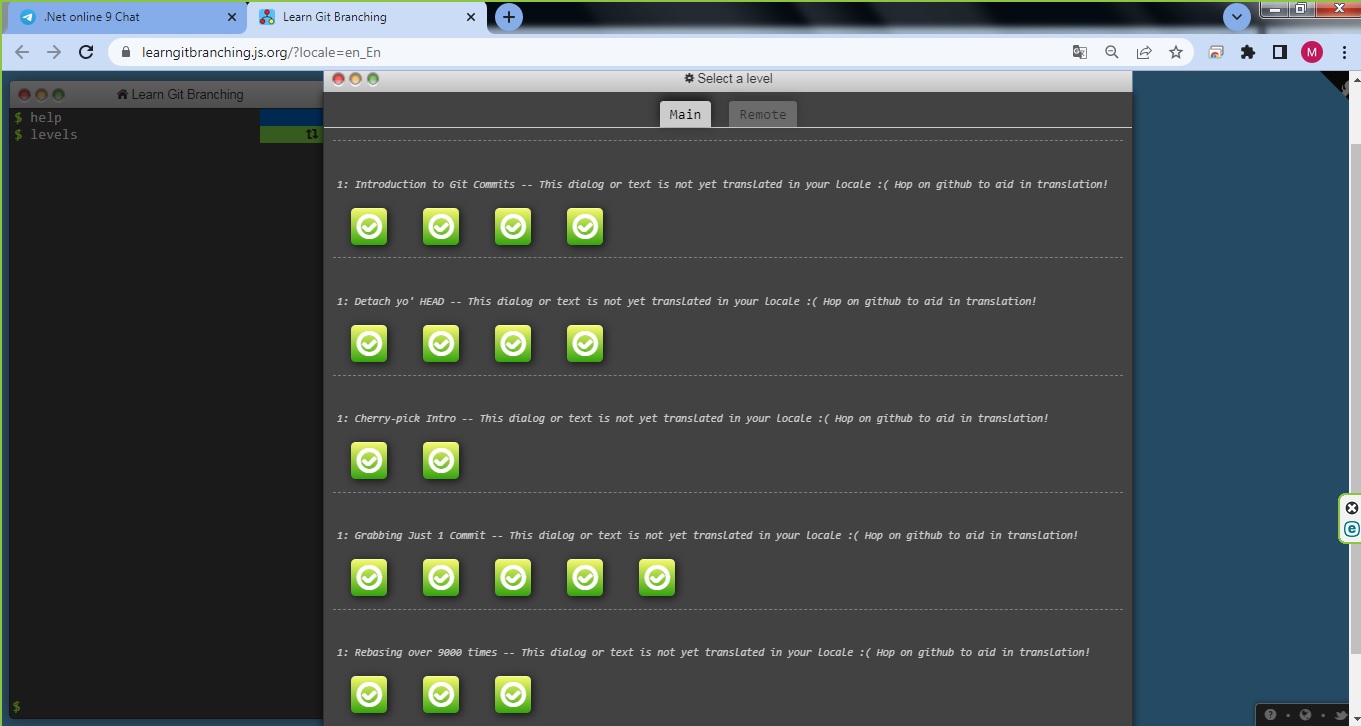 .Net online 9 Chat
Learn Git Branching
learngitbranching.js.org/?locale=en_En
M
Learn Git Branching
$ help
$ levels
$
Select a level
Main
Remote
1: Introduction to Git Commits -- This dialog or text is not yet translated in your locale :( Hop on github to aid in translation!
1: Detach yo' HEAD -- This dialog or text is not yet translated in your locale :( Hop on github to aid in translation!
1: Cherry-pick Intro -- This dialog or text is not yet translated in your locale :( Hop on github to aid in translation!
1: Grabbing Just 1 Commit -- This dialog or text is not yet translated in your locale :( Hop on github to aid in translation!
1: Rebasing over 9000 times -- This dialog or text is not yet translated in your locale :( Hop on github to aid in translation!